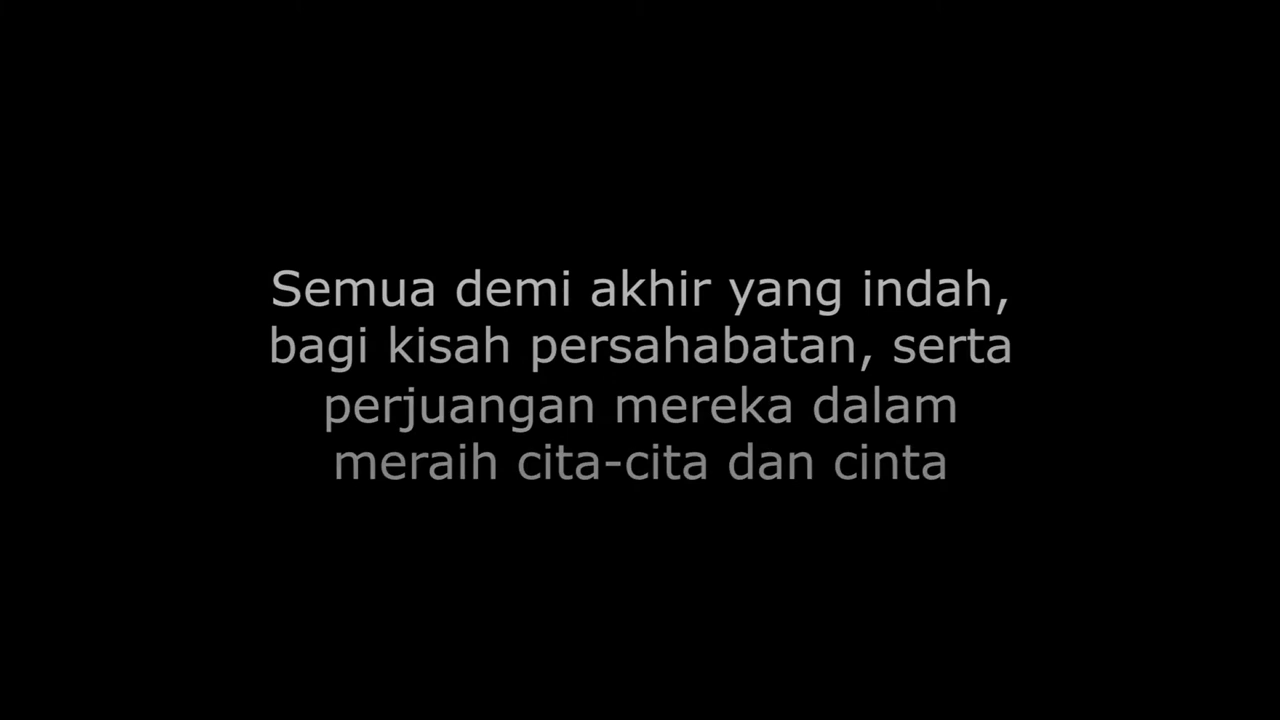 Semua demi akhir yang indah,
bagi kisah persahabatan, serta
perjuangan mereka dalam
meraih cita-cita dan cinta